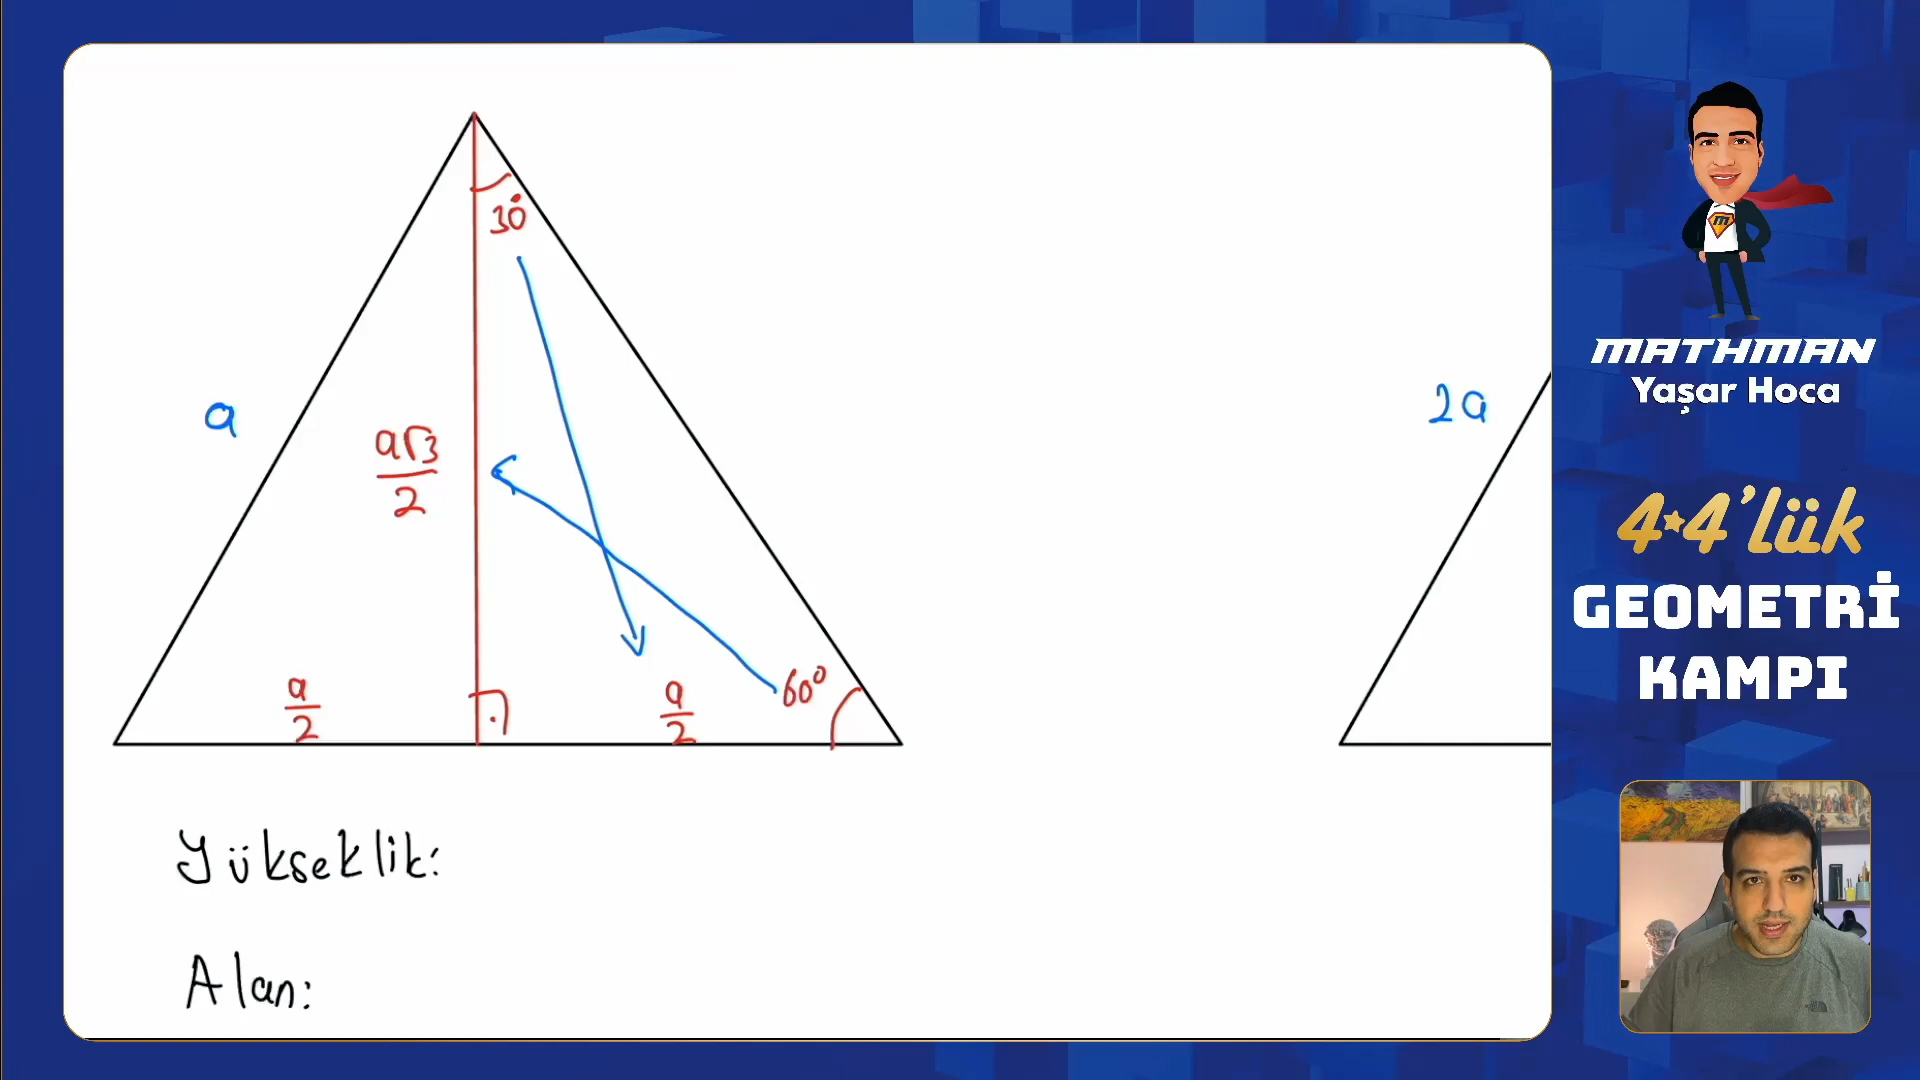 30°
a
a√3
2
2a
a
2
a
2
60°
Yükseklik:
Alan:
M
MATHMAN
Yaşar Hoca
4★4'lük
GEOMETRİ
KAMPI